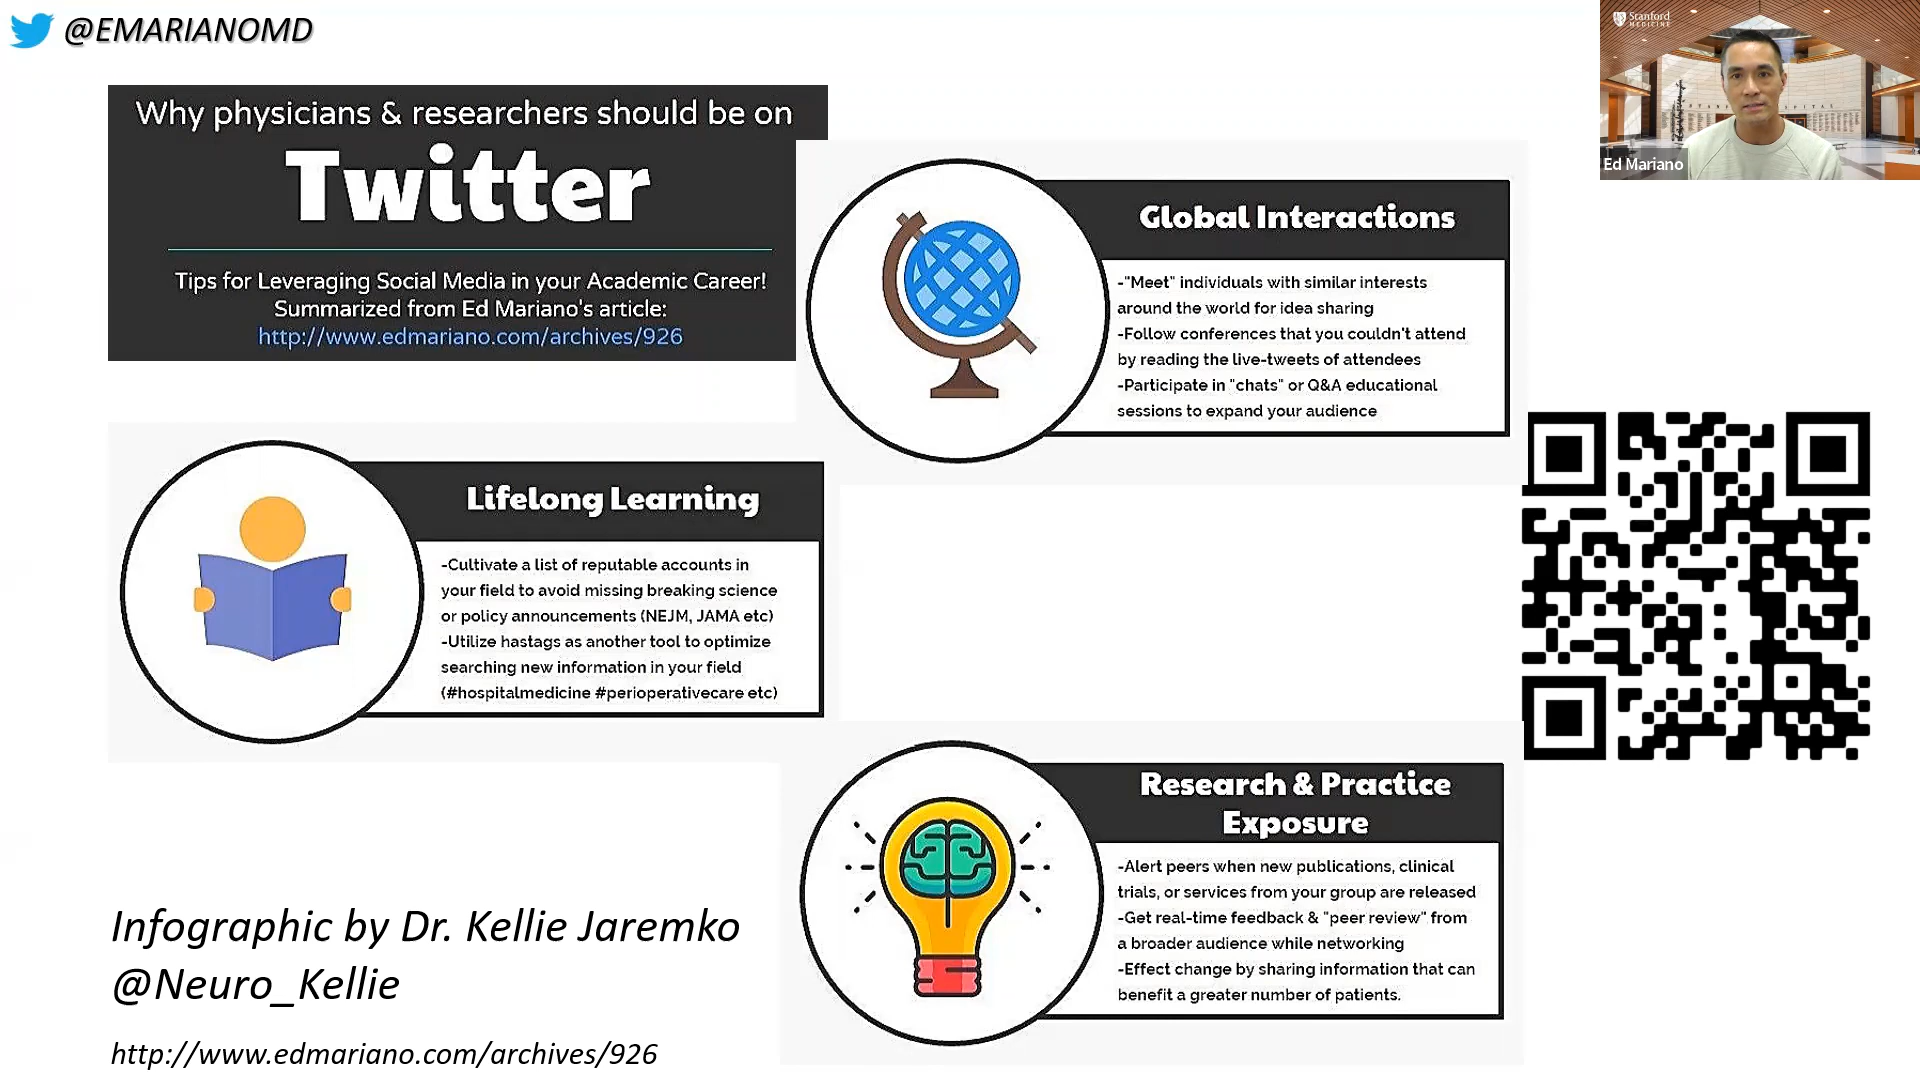 @EMARIANOMD
Why physicians & researchers should be on
Twitter
Tips for Leveraging Social Media in your Academic Career!
Summarized from Ed Mariano's article:
http://www.edmariano.com/archives/926
Global Interactions
-"Meet" individuals with similar interests
around the world for idea sharing
-Follow conferences that you couldn't attend
by reading the live-tweets of attendees
-Participate in "chats" or Q&A educational
sessions to expand your audience
Stanford
MEDICINE
Ed Mariano
Lifelong Learning
-Cultivate a list of reputable accounts in
your field to avoid missing breaking science
or policy announcements (NEJM, JAMA etc)
-Utilize hastags as another tool to optimize
searching new information in your field
(#hospitalmedicine #perioperativecare etc)
Research & Practice
Exposure
-Alert peers when new publications, clinical
trials, or services from your group are released
-Get real-time feedback & "peer review" from
a broader audience while networking
-Effect change by sharing information that can
benefit a greater number of patients.
Infographic by Dr. Kellie Jaremko
@Neuro_Kellie
http://www.edmariano.com/archives/926